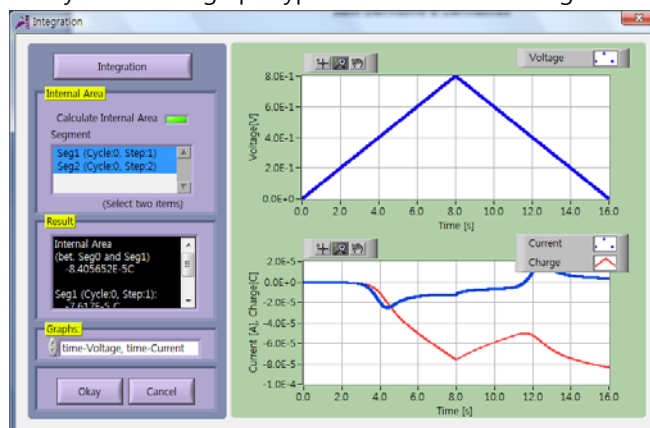 Integration
Integration
Internal Area
Calculate Internal Area
Segment
Seg1 (Cycle:0, Step:1)
Seg2 (Cycle:0, Step:2)
(Select two items)
Result
Internal Area
(bet. Seg0 and Seg1)
-8.405652E-5C
Seg1 (Cycle:0, Step:1):
-7.617E-5 C
Graphs:
time-Voltage, time-Current
Okay
Cancel
Voltage
Voltage[V]
8.0E-1
6.0E-1
4.0E-1
2.0E-1
0.0E+0
0.0 2.0 4.0 6.0 8.0 10.0 12.0 14.0 16.0
Time [s]
Current
Charge
Current [A], Charge[C]
2.0E-5
0.0E+0
-2.0E-5
-4.0E-5
-6.0E-5
-8.0E-5
-1.0E-4
0.0 2.0 4.0 6.0 8.0 10.0 12.0 14.0 16.0
Time [s]